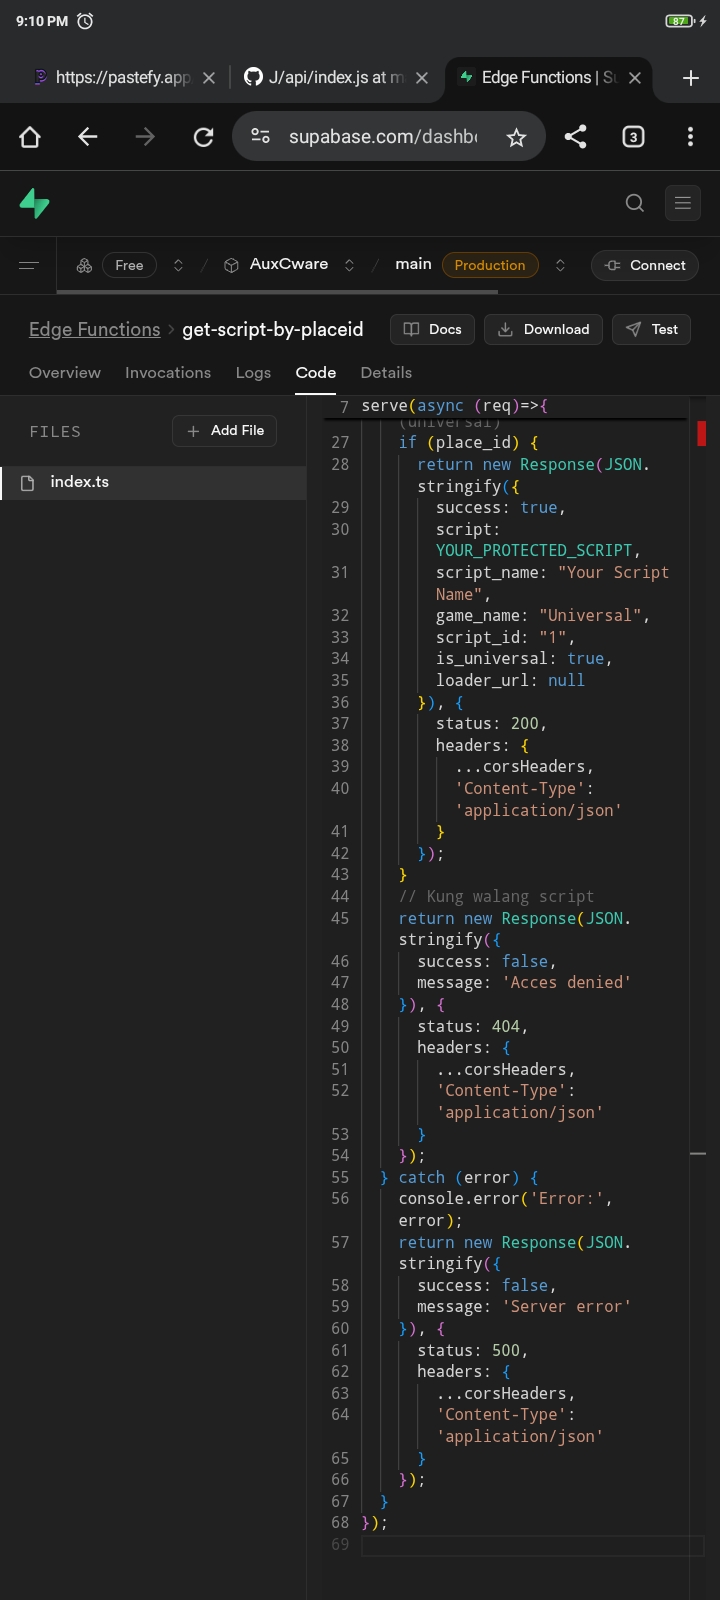 9:10 PM
87
https://pastefy.app
J/api/index.js at m
Edge Functions | Su
supabase.com/dashb
3
Free
/
AuxCware
/
main
Production
Connect
Edge Functions > get-script-by-placeid
Docs
Download
Test
Overview
Invocations
Logs
Code
Details
FILES
+ Add File
index.ts
7 serve(async (req)=>{
(universal)
27 if (place_id) {
28 return new Response(JSON.
stringify({
29 success: true,
30 script:
YOUR_PROTECTED_SCRIPT,
31 script_name: "Your Script
Name",
32 game_name: "Universal",
33 script_id: "1",
34 is_universal: true,
35 loader_url: null
36 }), {
37 status: 200,
38 headers: {
39 ...corsHeaders,
40 'Content-Type':
'application/json'
41 }
42 });
43 }
44 // Kung walang script
45 return new Response(JSON.
stringify({
46 success: false,
47 message: 'Acces denied'
48 }), {
49 status: 404,
50 headers: {
51 ...corsHeaders,
52 'Content-Type':
'application/json'
53 }
54 });
55 } catch (error) {
56 console.error('Error:',
error);
57 return new Response(JSON.
stringify({
58 success: false,
59 message: 'Server error'
60 }), {
61 status: 500,
62 headers: {
63 ...corsHeaders,
64 'Content-Type':
'application/json'
65 }
66 });
67 }
68 });
69